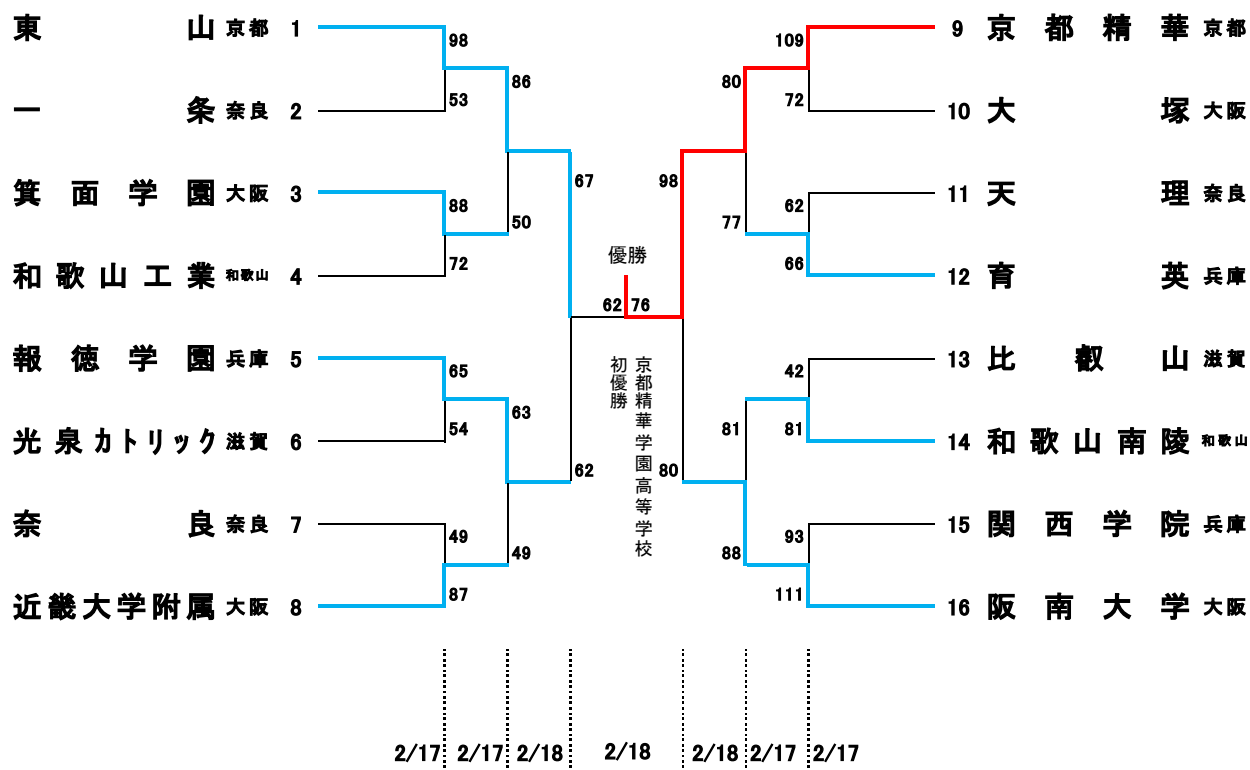 東山 京都 1
98
53
一条 奈良 2
86
箕面学園 大阪 3
88
72
和歌山工業 和歌山 4
50
67
報徳学園 兵庫 5
65
54
光泉カトリック 滋賀 6
63
奈良 奈良 7
49
87
近畿大学附属 大阪 8
49
62
優勝
62 76
京都精華学園高等学校
初優勝
9 京都精華 京都
109
72
10 大塚 大阪
80
11 天理 奈良
62
66
12 育英 兵庫
77
98
13 比叡山 滋賀
42
81
14 和歌山南陵 和歌山
81
15 関西学院 兵庫
93
111
16 阪南大学 大阪
88
80
2/17 2/17 2/18 2/18 2/18 2/17 2/17